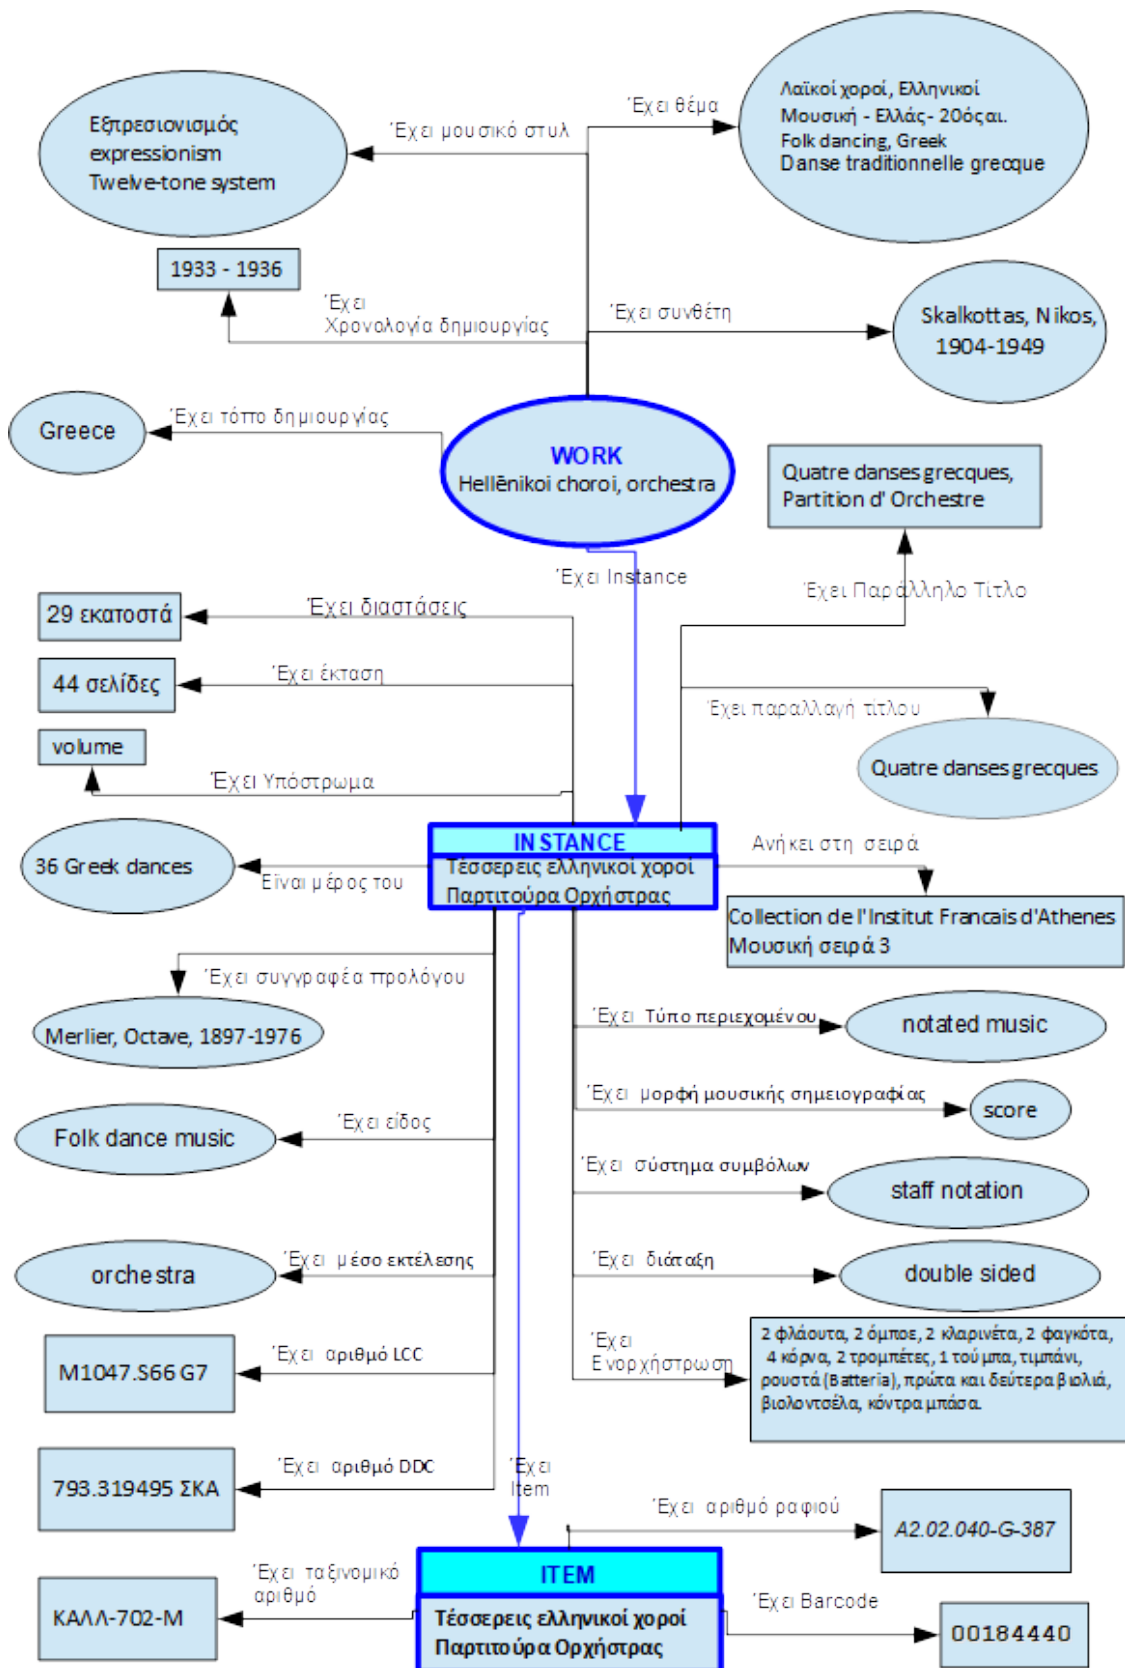 Έχει θέμα
Λαϊκοί χοροί, Ελληνικοί
Μουσική - Ελλάς- 20ός αι.
Folk dancing, Greek
Danse traditionnelle grecque
Έχει μουσικό στυλ
Εξπρεσιονισμός
expressionism
Twelve-tone system
1933 - 1936
Έχει
Χρονολογία δημιουργίας
Έχει συνθέτη
Skalkottas, Nikos,
1904-1949
Greece
Έχει τόπο δημιουργίας
WORK
Hellēnikoi choroi, orchestra
Quatre danses grecques,
Partition d' Orchestre
Έχει Instance
Έχει Παράλληλο Τίτλο
29 εκατοστά
Έχει διαστάσεις
44 σελίδες
Έχει έκταση
Έχει παραλλαγή τίτλου
volume
Έχει Υπόστρωμα
Quatre danses grecques
INSTANCE
Τέσσερεις ελληνικοί χοροί
Παρτιτούρα Ορχήστρας
36 Greek dances
Είναι μέρος του
Ανήκει στη σειρά
Collection de l'Institut Francais d'Athenes
Μουσική σειρά 3
Έχει συγγραφέα προλόγου
Merlier, Octave, 1897-1976
Έχει Τύπο περιεχομένου
notated music
Έχει μορφή μουσικής σημειογραφίας
score
Folk dance music
Έχει είδος
Έχει σύστημα συμβόλων
staff notation
orchestra
Έχει μέσο εκτέλεσης
Έχει διάταξη
double sided
Έχει
Ενορχήστρωση
2 φλάουτα, 2 όμποε, 2 κλαρινέτα, 2 φαγκότα,
4 κόρνα, 2 τρομπέτες, 1 τούμπα, τιμπάνι,
ρουστά (Batteria), πρώτα και δεύτερα βιολιά,
βιολοντσέλα, κόντρα μπάσα.
M1047.S66 G7
Έχει αριθμό LCC
793.319495 ΣΚΑ
Έχει αριθμό DDC
Έχει
Item
Έχει αριθμό ραφιού
A2.02.040-G-387
ITEM
Τέσσερεις ελληνικοί χοροί
Παρτιτούρα Ορχήστρας
Έχει ταξινομικό
αριθμό
ΚΑΛΛ-702-Μ
Έχει Barcode
00184440